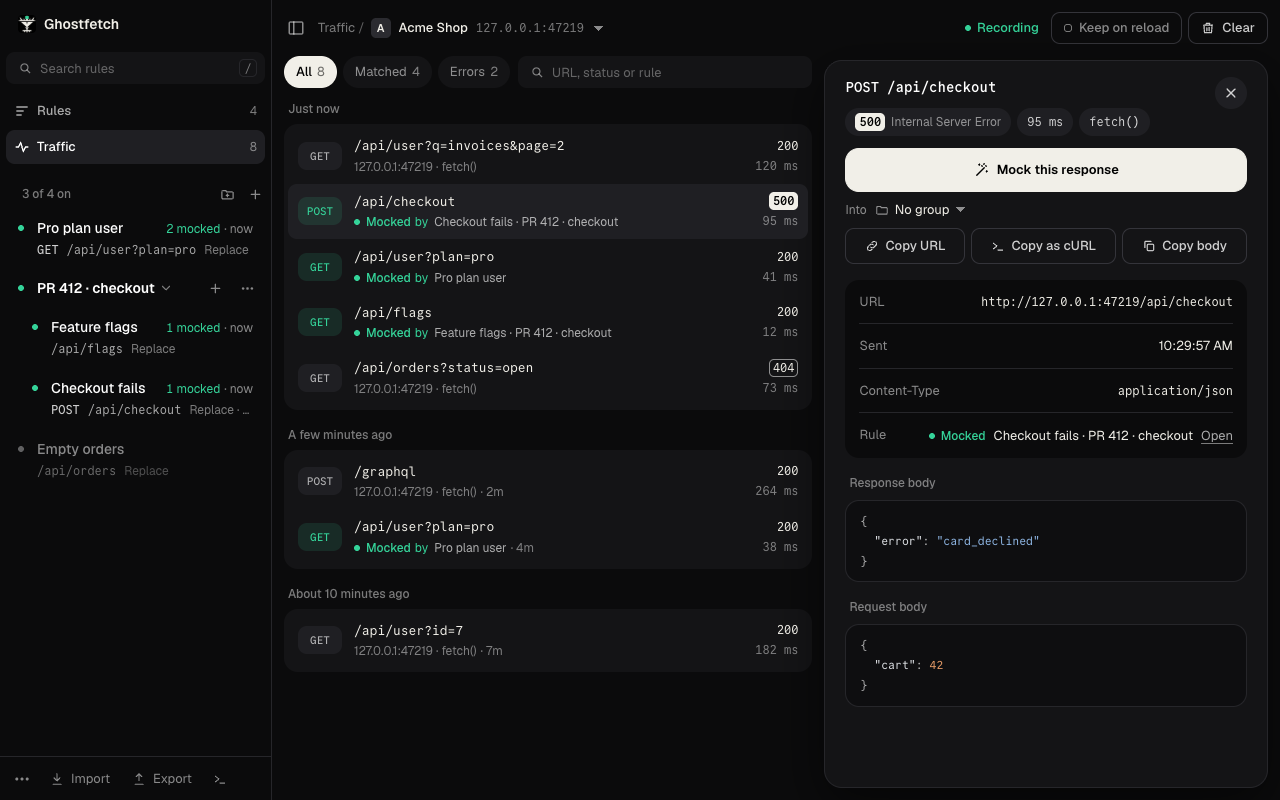 Ghostfetch
Search rules /
Rules 4
Traffic 8
3 of 4 on
Pro plan user 2 mocked · now
GET /api/user?plan=pro Replace
PR 412 · checkout
Feature flags 1 mocked · now
/api/flags Replace
Checkout fails 1 mocked · now
POST /api/checkout Replace · …
Empty orders
/api/orders Replace
Import Export
Traffic / A Acme Shop 127.0.0.1:47219
Recording Keep on reload Clear
All 8 Matched 4 Errors 2 URL, status or rule
Just now
GET /api/user?q=invoices&page=2 200
127.0.0.1:47219 · fetch() 120 ms
POST /api/checkout 500
Mocked by Checkout fails · PR 412 · checkout 95 ms
GET /api/user?plan=pro 200
Mocked by Pro plan user 41 ms
GET /api/flags 200
Mocked by Feature flags · PR 412 · checkout 12 ms
GET /api/orders?status=open 404
127.0.0.1:47219 · fetch() 73 ms
A few minutes ago
POST /graphql 200
127.0.0.1:47219 · fetch() · 2m 264 ms
GET /api/user?plan=pro 200
Mocked by Pro plan user · 4m 38 ms
About 10 minutes ago
GET /api/user?id=7 200
127.0.0.1:47219 · fetch() · 7m 182 ms
POST /api/checkout
500 Internal Server Error 95 ms fetch()
Mock this response
Into No group
Copy URL Copy as cURL Copy body
URL http://127.0.0.1:47219/api/checkout
Sent 10:29:57 AM
Content-Type application/json
Rule Mocked Checkout fails · PR 412 · checkout Open
Response body
{
"error": "card_declined"
}
Request body
{
"cart": 42
}